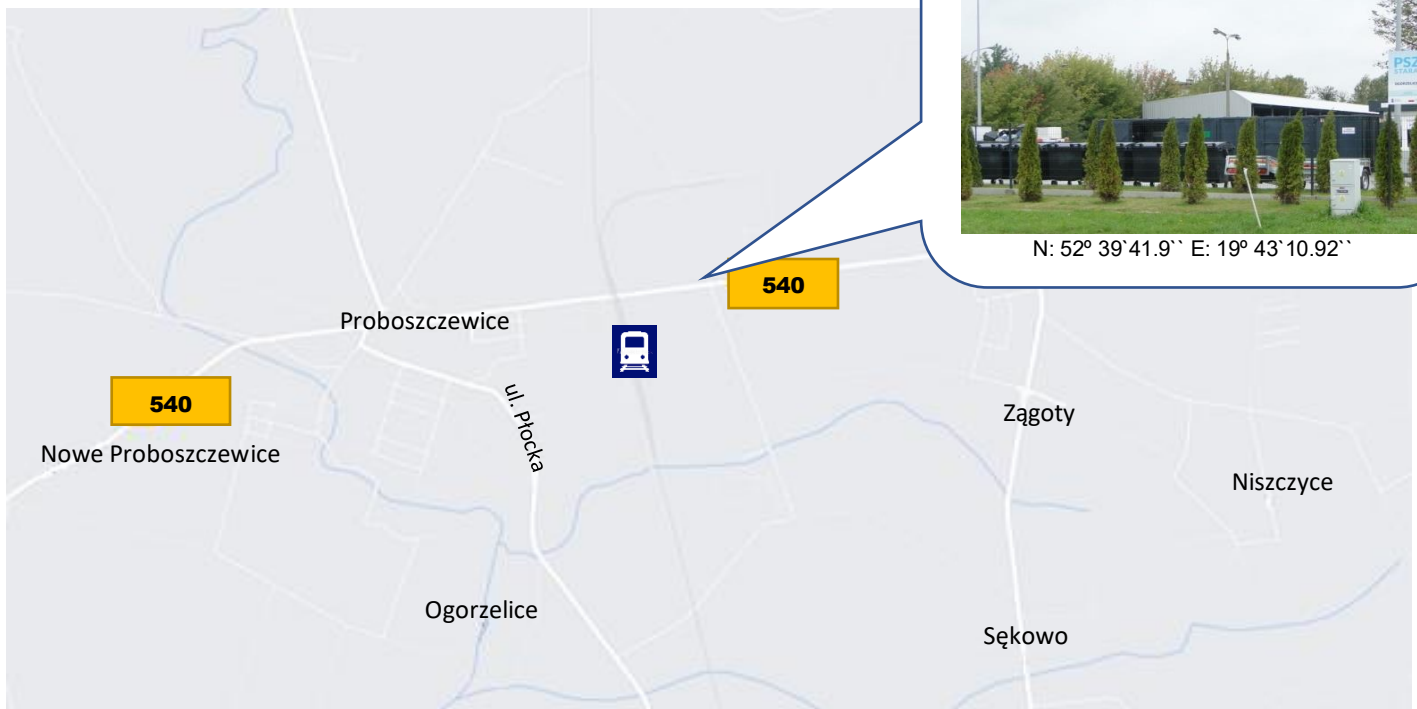 PSZ
N: 52º 39`41.9`` E: 19º 43`10.92``
540
Proboszczewice
540
ul. Płocka
Zągoty
Nowe Proboszczewice
Niszczyce
Ogorzelice
Sękowo